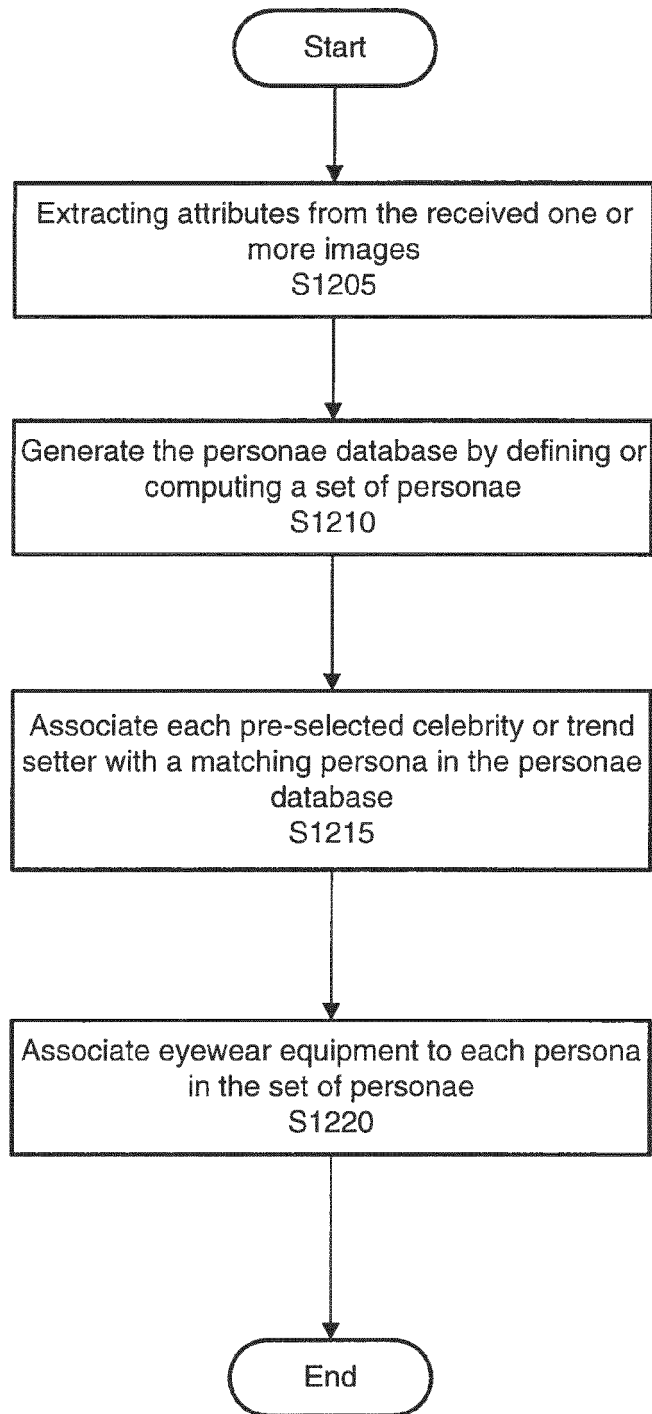 Start
Extracting attributes from the received one or
more images
S1205
Generate the personae database by defining or
computing a set of personae
S1210
Associate each pre-selected celebrity or trend
setter with a matching persona in the personae
database
S1215
Associate eyewear equipment to each persona
in the set of personae
S1220
End